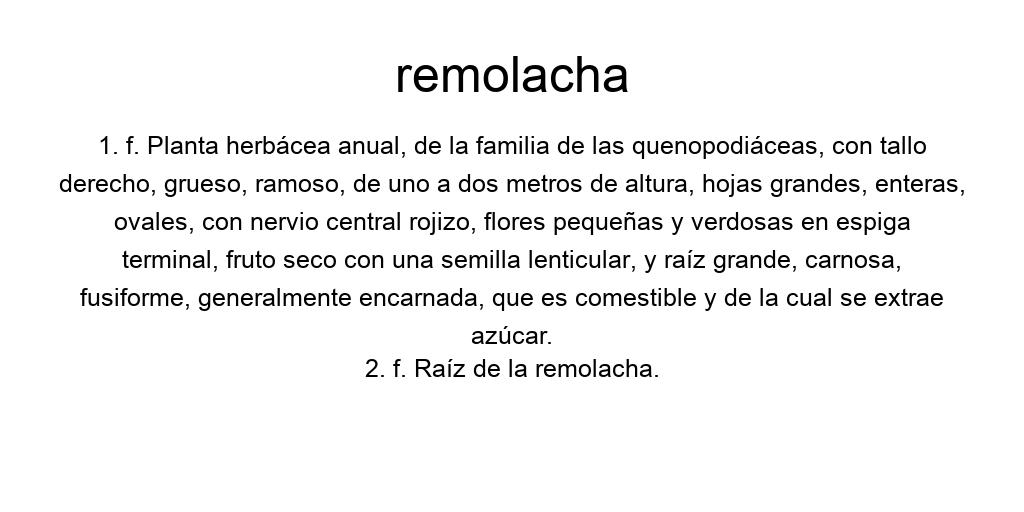 remolacha
1. f. Planta herbácea anual, de la familia de las quenopodiáceas, con tallo
derecho, grueso, ramoso, de uno a dos metros de altura, hojas grandes, enteras,
ovales, con nervio central rojizo, flores pequeñas y verdosas en espiga
terminal, fruto seco con una semilla lenticular, y raíz grande, carnosa,
fusiforme, generalmente encarnada, que es comestible y de la cual se extrae
azúcar.
2. f. Raíz de la remolacha.